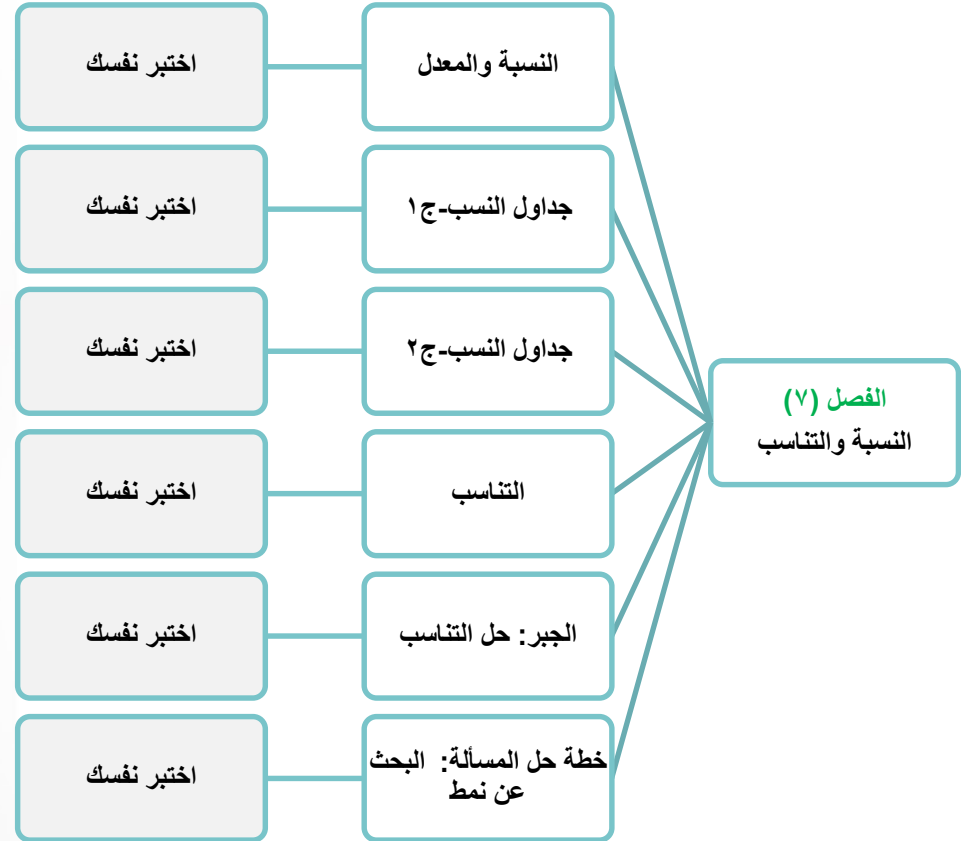 الفصل (٧)
النسبة والتناسب
النسبة والمعدل
اختبر نفسك
جداول النسب-ج١
اختبر نفسك
جداول النسب-ج٢
اختبر نفسك
التناسب
اختبر نفسك
الجبر: حل التناسب
اختبر نفسك
خطة حل المسألة: البحث
عن نمط
اختبر نفسك